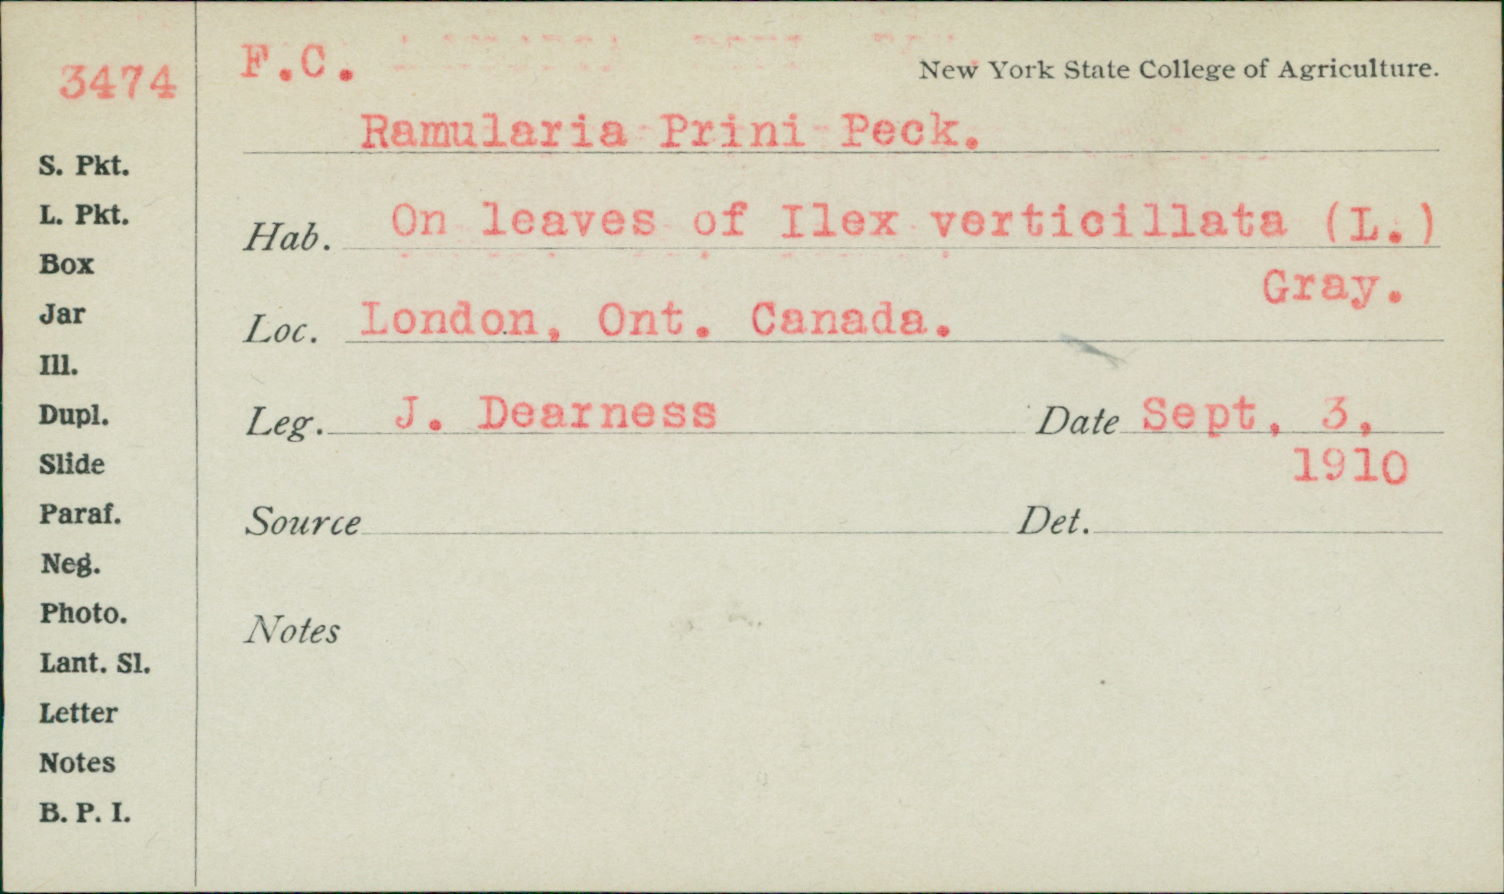 3474
F.C.
New York State College of Agriculture.
Ramularia Prini Peck.
Hab. On leaves of Ilex verticillata (L.)
Gray.
Loc. London, Ont. Canada.
Leg. J. Dearness Date Sept, 3,
1910
Source Det.
Notes
S. Pkt.
L. Pkt.
Box
Jar
Ill.
Dupl.
Slide
Paraf.
Neg.
Photo.
Lant. Sl.
Letter
Notes
B. P. I.